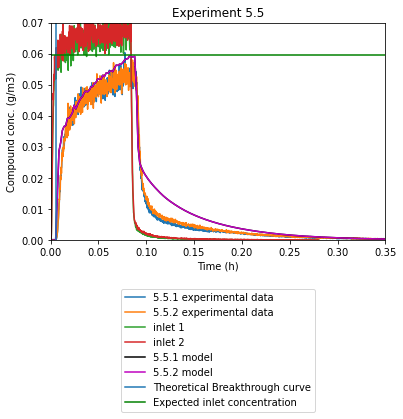 Experiment 5.5
Compound conc. (g/m3)
0.07
0.06
0.05
0.04
0.03
0.02
0.01
0.00
0.00 0.05 0.10 0.15 0.20 0.25 0.30 0.35
Time (h)
5.5.1 experimental data
5.5.2 experimental data
inlet 1
inlet 2
5.5.1 model
5.5.2 model
Theoretical Breakthrough curve
Expected inlet concentration